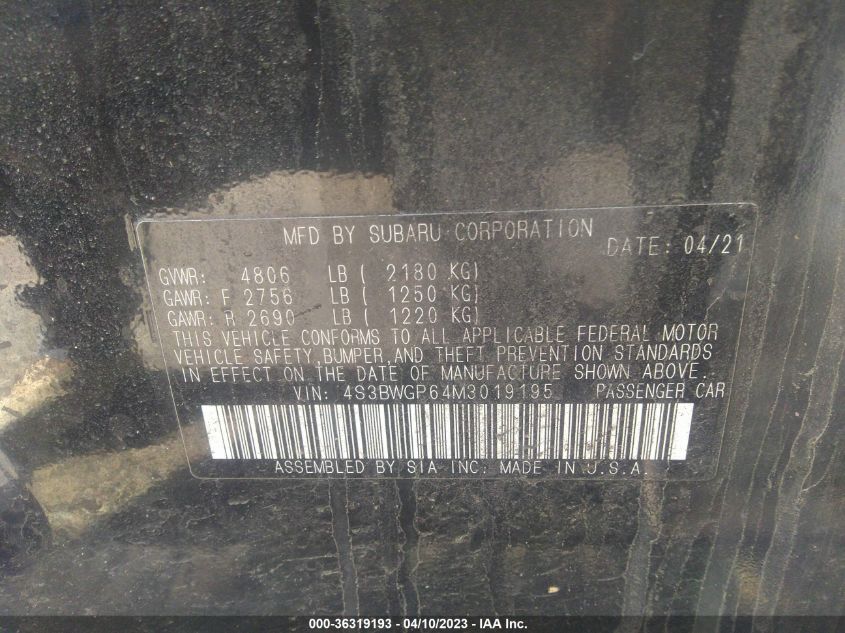 MFD BY SUBARU CORPORATION DATE: 04/21
GVWR: 4806 LB ( 2180 KG)
GAWR: F 2756 LB ( 1250 KG)
GAWR: R 2690 LB ( 1220 KG)
THIS VEHICLE CONFORMS TO ALL APPLICABLE FEDERAL MOTOR
VEHICLE SAFETY, BUMPER, AND THEFT PREVENTION STANDARDS
IN EFFECT ON THE DATE OF MANUFACTURE SHOWN ABOVE.
VIN: 4S3BWGP64M3019195 PASSENGER CAR
ASSEMBLED BY SIA INC. MADE IN U.S.A
000-36319193 - 04/10/2023 - IAA Inc.